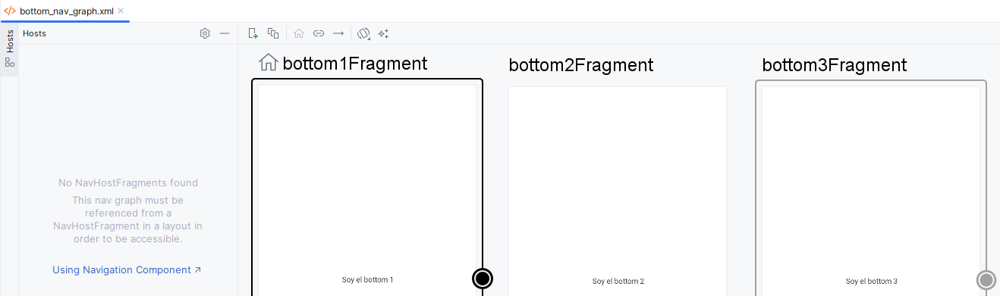 bottom_nav_graph.xml
Hosts
Hosts
No NavHostFragments found
This nav graph must be
referenced from a
NavHostFragment in a layout in
order to be accessible.
Using Navigation Component
bottom1Fragment
bottom2Fragment
bottom3Fragment
Soy el bottom 1
Soy el bottom 2
Soy el bottom 3